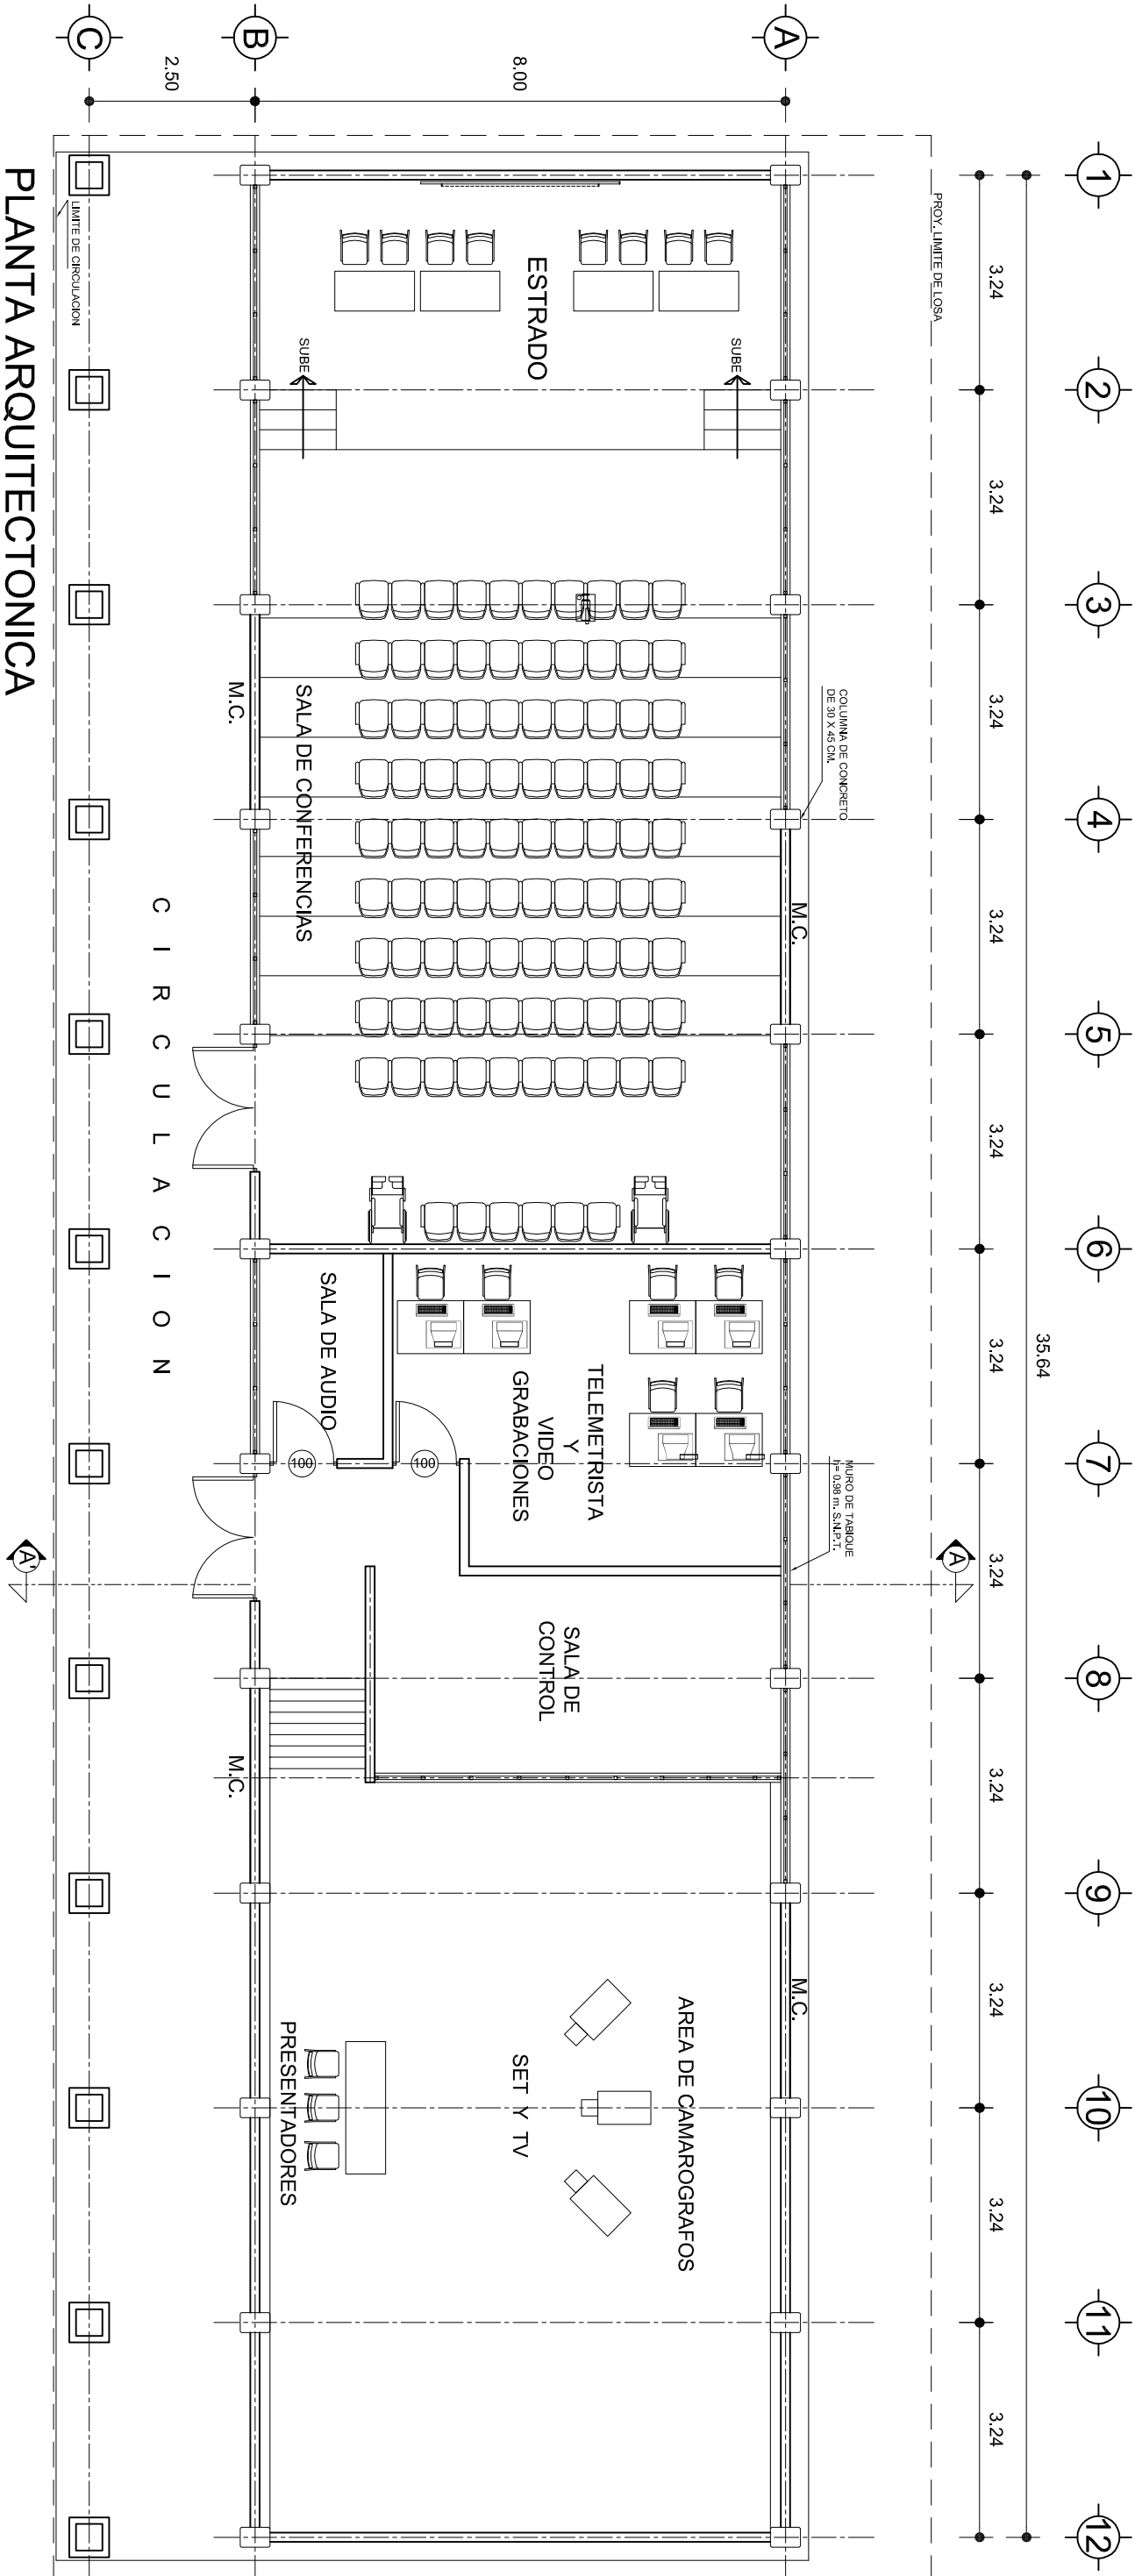 1
2
3
4
5
6
7
8
9
10
11
12
35.64
3.24
3.24
3.24
3.24
3.24
3.24
3.24
3.24
3.24
3.24
3.24
PROY. LIMITE DE LOSA
A
A
8.00
B
2.50
C
COLUMNA DE CONCRETO
DE 30 X 45 CM.
MURO DE TABIQUE
h= 0.98 m. S.N.P.T.
M.C.
M.C.
SUBE
ESTRADO
SUBE
SALA DE CONFERENCIAS
M.C.
TELEMETRISTA
Y
VIDEO
GRABACIONES
100
SALA DE AUDIO
100
SALA DE
CONTROL
M.C.
AREA DE CAMAROGRAFOS
SET Y TV
PRESENTADORES
CIRCULACION
LIMITE DE CIRCULACION
A'
PLANTA ARQUITECTONICA